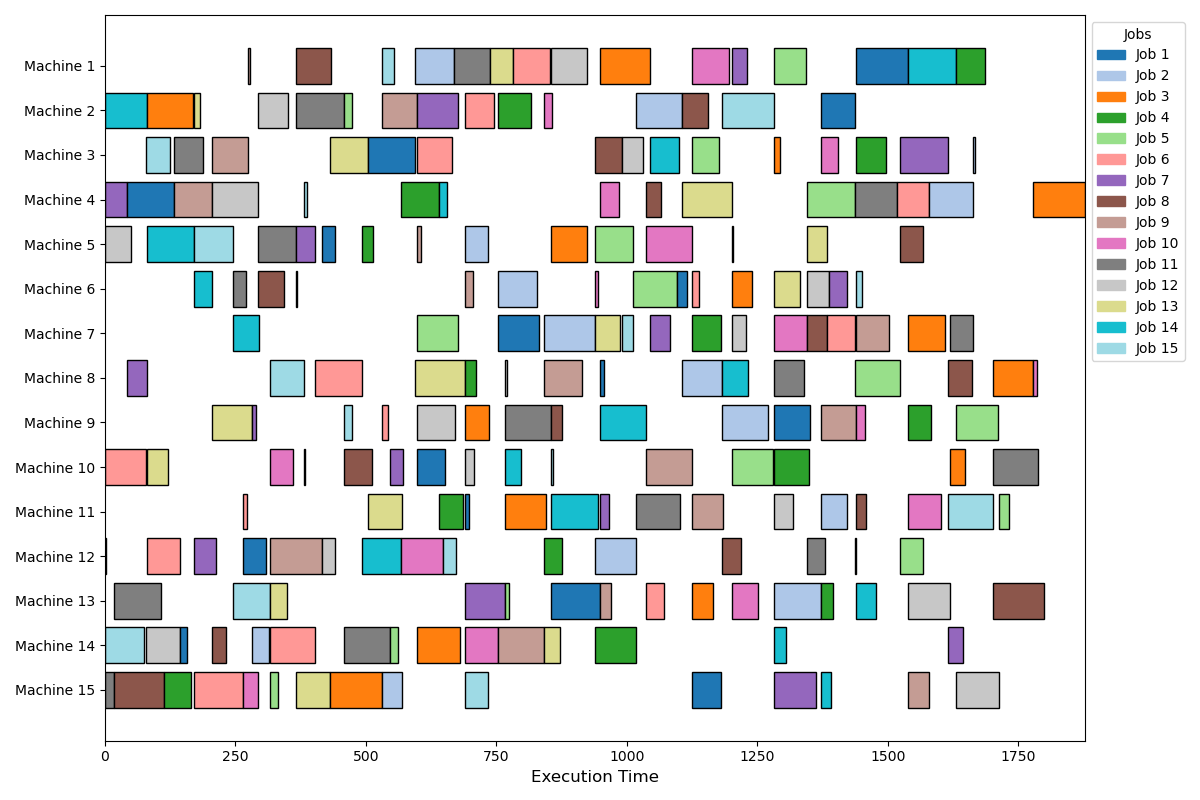 Machine 1
Machine 2
Machine 3
Machine 4
Machine 5
Machine 6
Machine 7
Machine 8
Machine 9
Machine 10
Machine 11
Machine 12
Machine 13
Machine 14
Machine 15
0 250 500 750 1000 1250 1500 1750
Execution Time
Jobs
Job 1
Job 2
Job 3
Job 4
Job 5
Job 6
Job 7
Job 8
Job 9
Job 10
Job 11
Job 12
Job 13
Job 14
Job 15